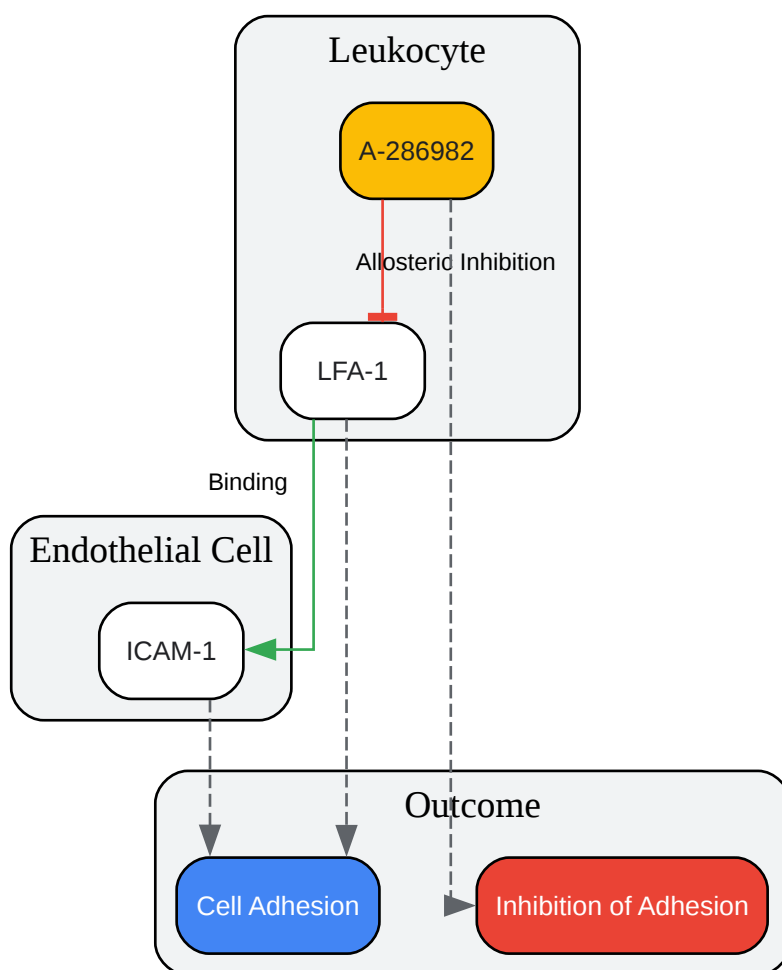 Leukocyte
A-286982
Allosteric Inhibition
LFA-1
Binding
Endothelial Cell
ICAM-1
Outcome
Cell Adhesion
Inhibition of Adhesion